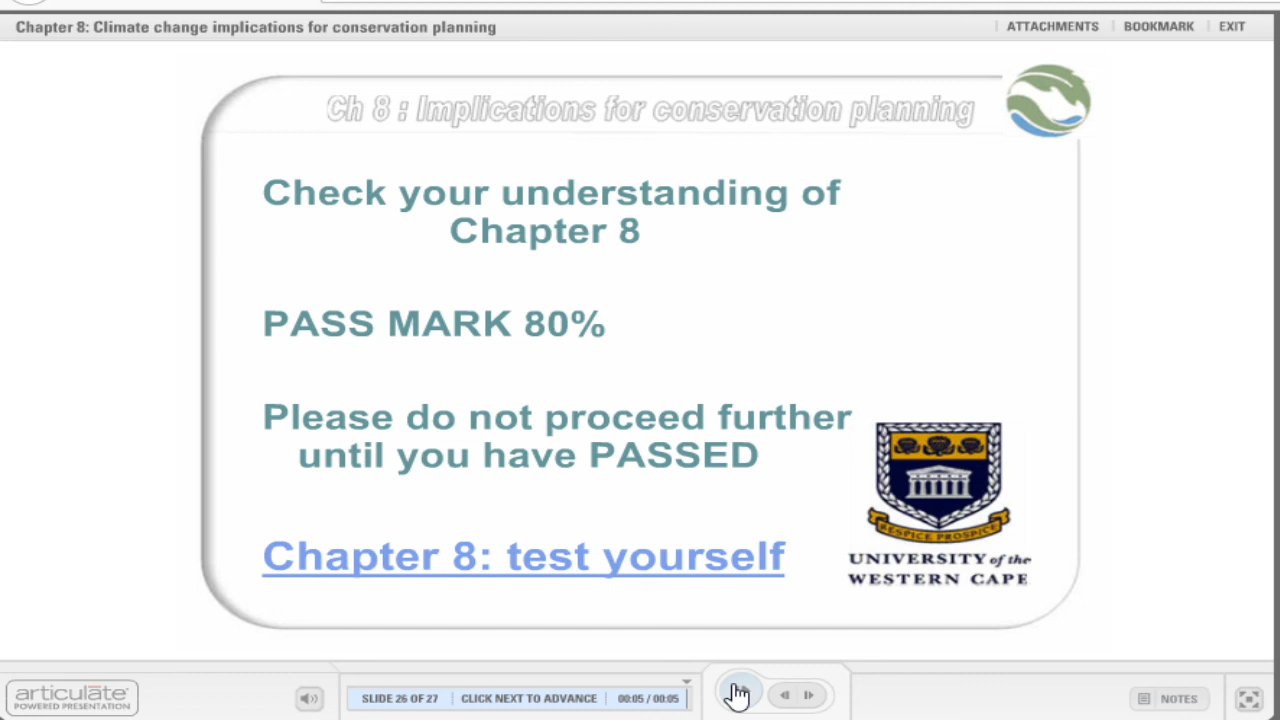 Chapter 8: Climate change implications for conservation planning
ATTACHMENTS
BOOKMARK
EXIT
Ch 8 : Implications for conservation planning
Check your understanding of
Chapter 8
PASS MARK 80%
Please do not proceed further
until you have PASSED
RESPICE PROSPICE
UNIVERSITY of the
WESTERN CAPE
Chapter 8: test yourself
articulate
POWERED PRESENTATION
SLIDE 26 OF 27
CLICK NEXT TO ADVANCE
00:05 / 00:05
NOTES